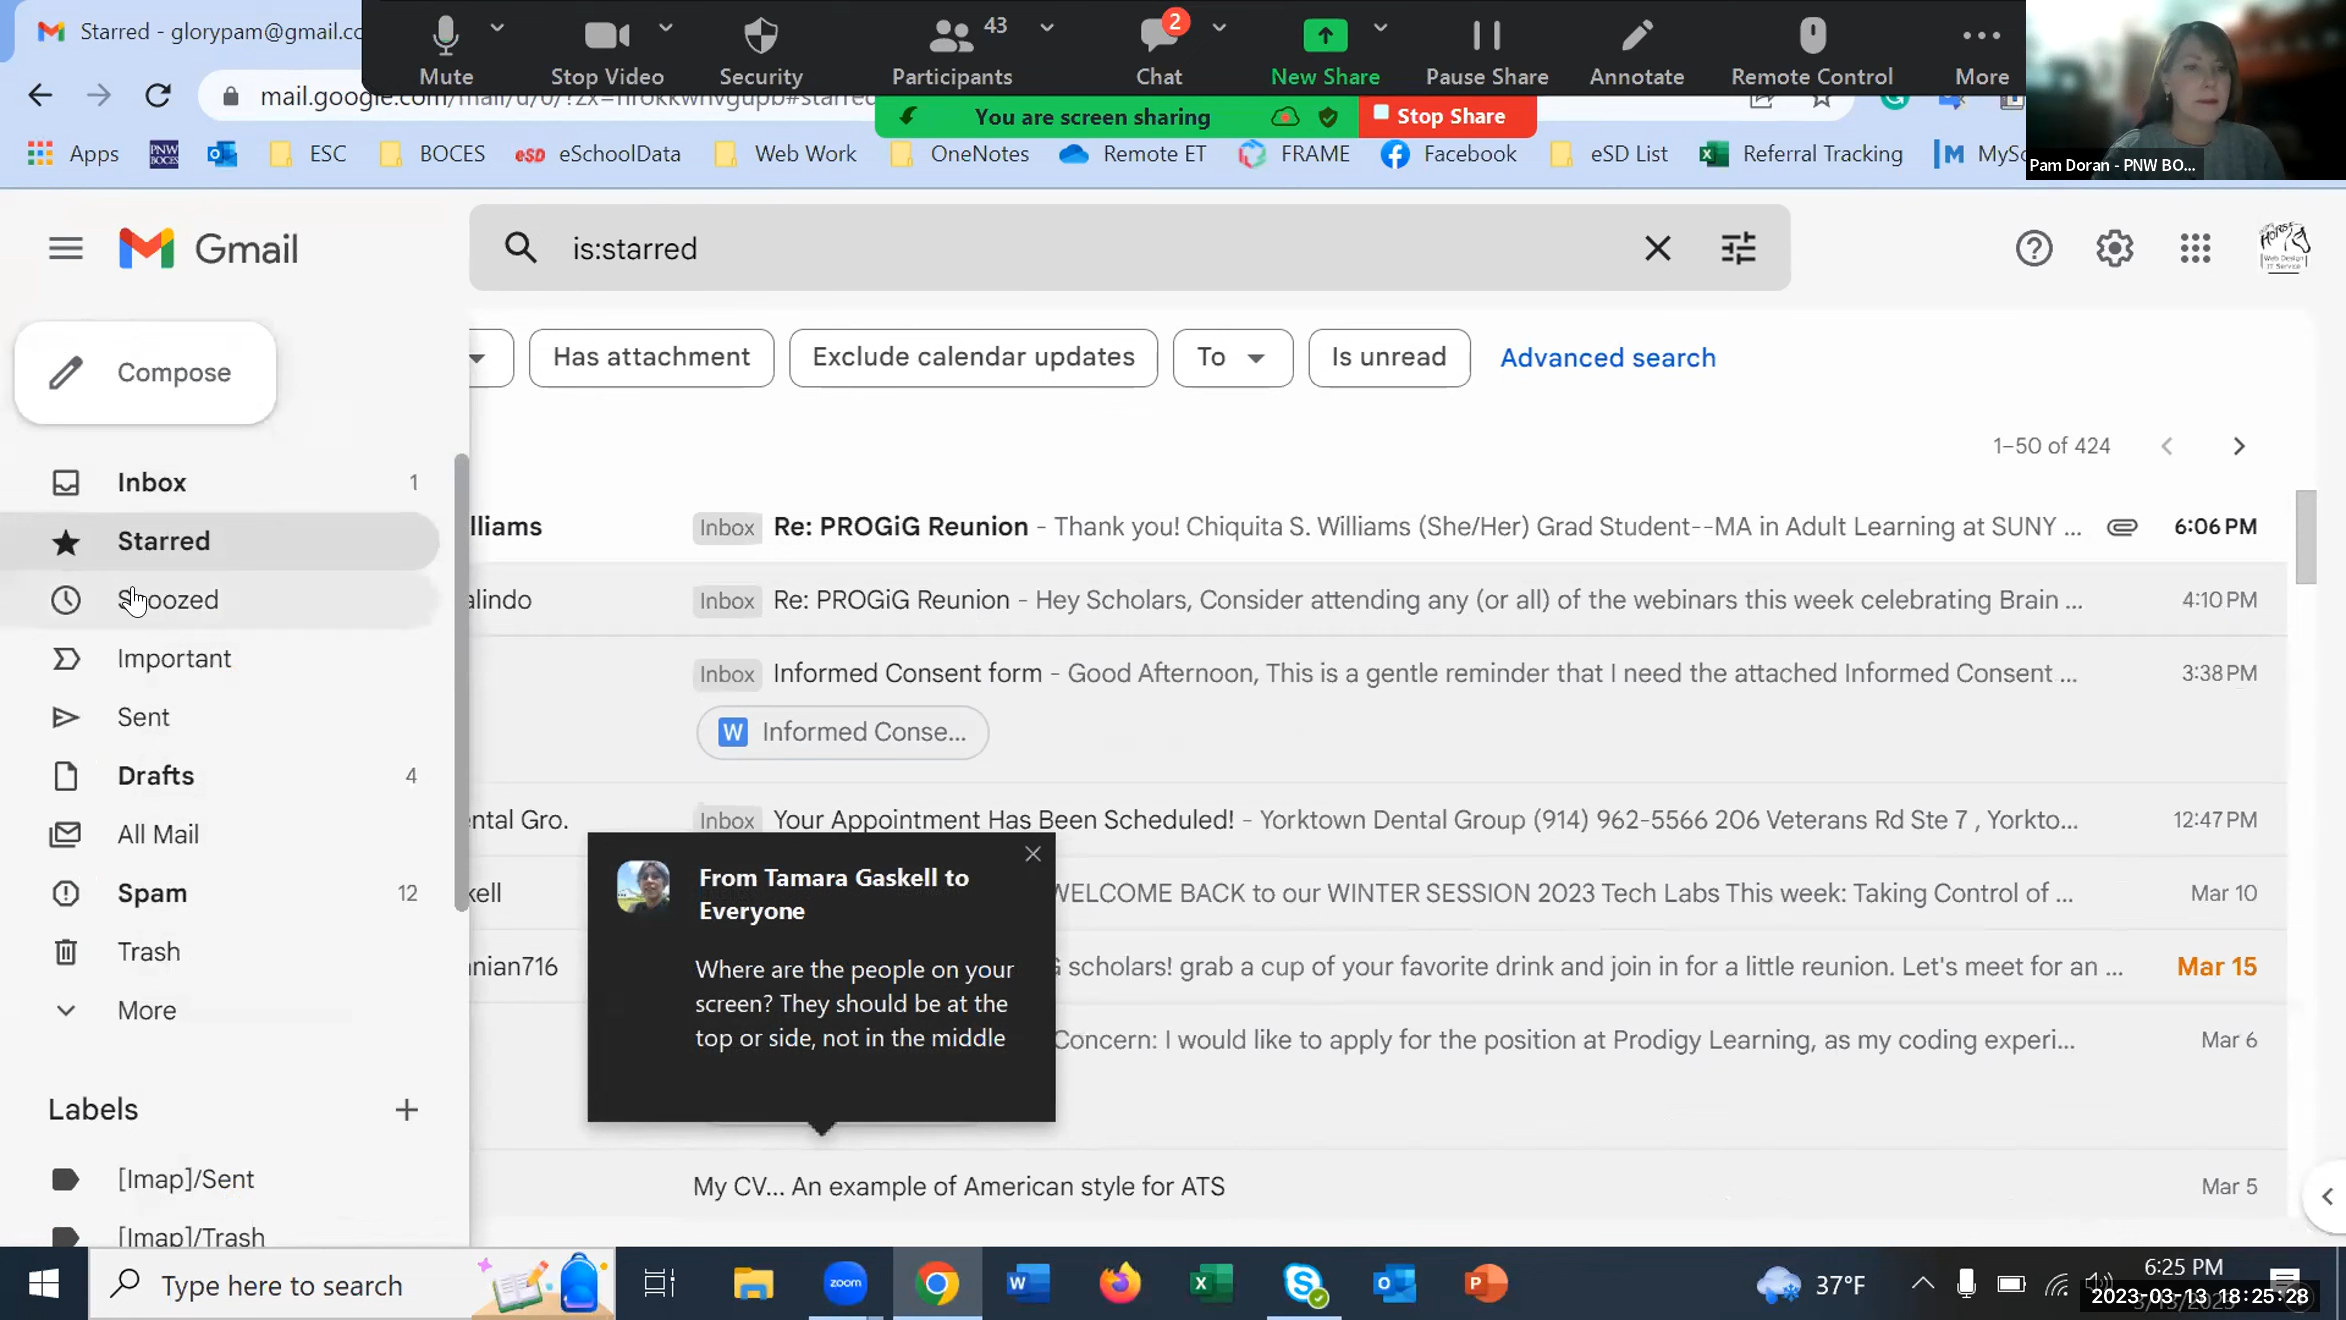 Starred - glorypam@gmail.co
Mute
Stop Video
Security
43
Participants
2
Chat
New Share
Pause Share
Annotate
Remote Control
More
Pam Doran - PNW BO...
mail.google.com/mail/u/0/
You are screen sharing
Stop Share
Apps
PNW BOCES
ESC
BOCES
eSD eSchoolData
Web Work
OneNotes
Remote ET
FRAME
Facebook
eSD List
Referral Tracking
MySc
Gmail
is:starred
HORSE
Web Design
IT Service
Compose
Has attachment
Exclude calendar updates
To
Is unread
Advanced search
1–50 of 424
Inbox 1
Starred
Snoozed
Important
Sent
Drafts 4
All Mail
Spam 12
Trash
More
Labels
[Imap]/Sent
[Imap]/Trash
lliams Inbox Re: PROGiG Reunion - Thank you! Chiquita S. Williams (She/Her) Grad Student--MA in Adult Learning at SUNY ... 6:06 PM
alindo Inbox Re: PROGiG Reunion - Hey Scholars, Consider attending any (or all) of the webinars this week celebrating Brain ... 4:10 PM
Inbox Informed Consent form - Good Afternoon, This is a gentle reminder that I need the attached Informed Consent ... 3:38 PM
W Informed Conse...
ental Gro. Inbox Your Appointment Has Been Scheduled! - Yorktown Dental Group (914) 962-5566 206 Veterans Rd Ste 7 , Yorkto... 12:47 PM
kell WELCOME BACK to our WINTER SESSION 2023 Tech Labs This week: Taking Control of ... Mar 10
anian716 scholars! grab a cup of your favorite drink and join in for a little reunion. Let's meet for an ... Mar 15
Concern: I would like to apply for the position at Prodigy Learning, as my coding experi... Mar 6
My CV... An example of American style for ATS Mar 5
From Tamara Gaskell to
Everyone
Where are the people on your
screen? They should be at the
top or side, not in the middle
Type here to search
zoom
37°F
6:25 PM
2023-03-13 18:25:28